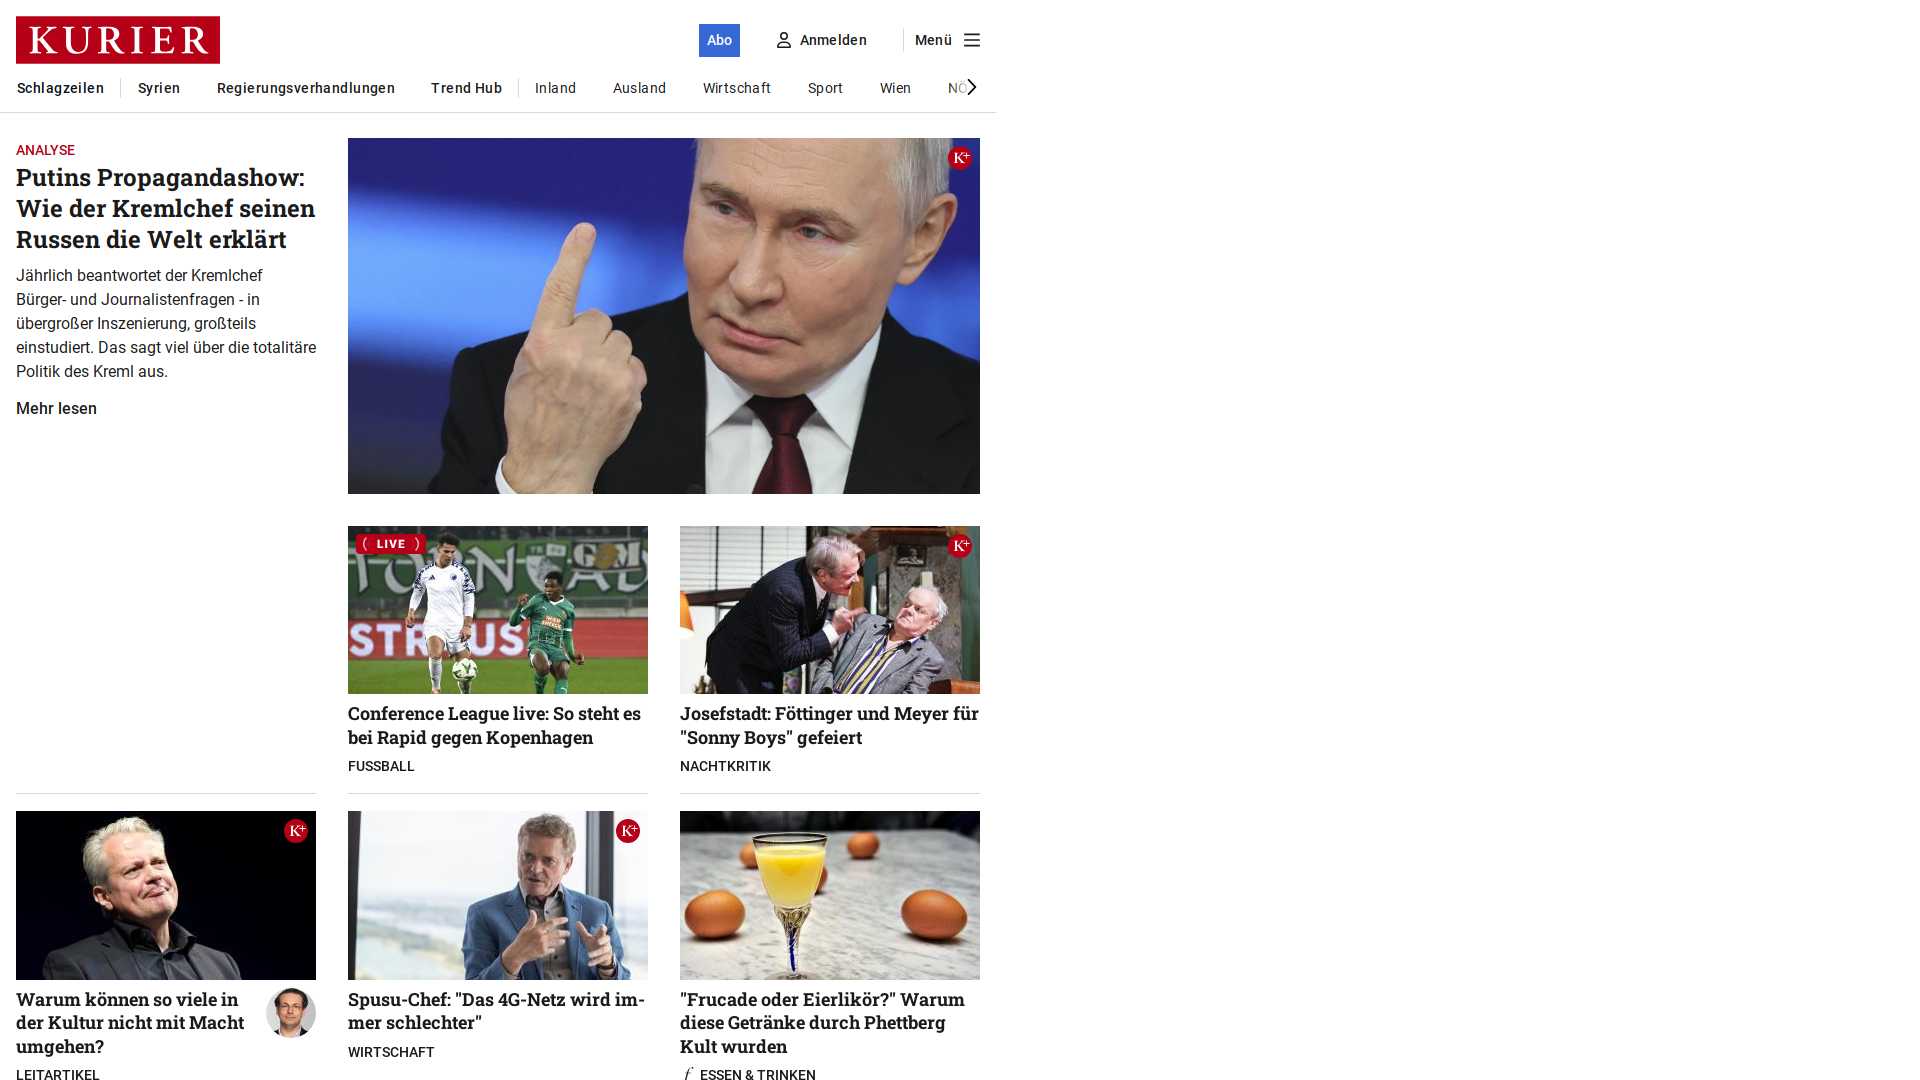 KURIER
Abo
Anmelden
Menü
Schlagzeilen
Syrien
Regierungsverhandlungen
Trend Hub
Inland
Ausland
Wirtschaft
Sport
Wien
NÖ
ANALYSE
Putins Propagandashow:
Wie der Kremlchef seinen
Russen die Welt erklärt
Jährlich beantwortet der Kremlchef
Bürger- und Journalistenfragen - in
übergroßer Inszenierung, großteils
einstudiert. Das sagt viel über die totalitäre
Politik des Kreml aus.
Mehr lesen
K+
LIVE
STR US
K+
Conference League live: So steht es
bei Rapid gegen Kopenhagen
FUSSBALL
Josefstadt: Föttinger und Meyer für
"Sonny Boys" gefeiert
NACHTKRITIK
K+
K+
Warum können so viele in
der Kultur nicht mit Macht
umgehen?
LEITARTIKEL
Spusu-Chef: "Das 4G-Netz wird im-
mer schlechter"
WIRTSCHAFT
"Frucade oder Eierlikör?" Warum
diese Getränke durch Phettberg
Kult wurden
f ESSEN & TRINKEN